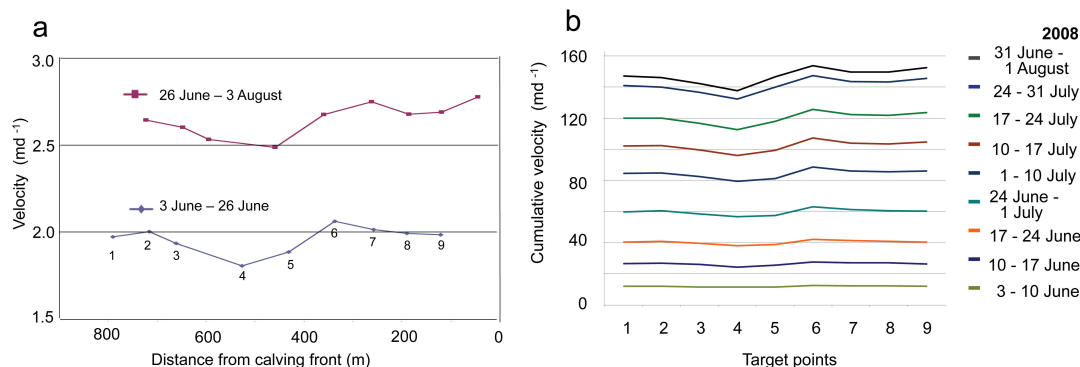 a
Velocity (md -1)
3.0
2.5
2.0
1.5
26 June – 3 August
3 June – 26 June
1
2
3
4
5
6
7
8
9
800
600
400
200
0
Distance from calving front (m)
b
Cumulative velocity (md -1)
160
120
80
40
0
1 2 3 4 5 6 7 8 9
Target points
2008
31 June -
1 August
24 - 31 July
17 - 24 July
10 - 17 July
1 - 10 July
24 June -
1 July
17 - 24 June
10 - 17 June
3 - 10 June